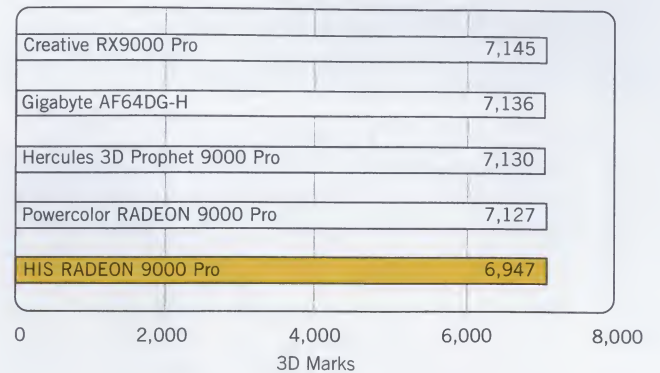 Creative RX9000 Pro 7,145
Gigabyte AF64DG-H 7,136
Hercules 3D Prophet 9000 Pro 7,130
Powercolor RADEON 9000 Pro 7,127
HIS RADEON 9000 Pro 6,947
0 2,000 4,000 6,000 8,000
3D Marks